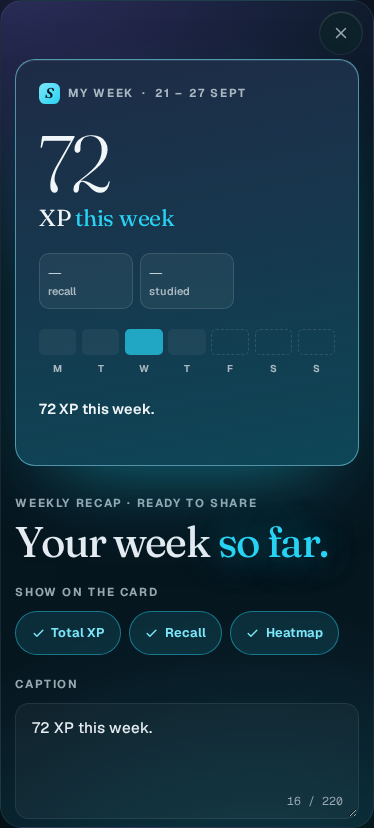 S MY WEEK · 21 – 27 SEPT
72
XP this week
— —
recall studied
M T W T F S S
72 XP this week.
WEEKLY RECAP · READY TO SHARE
Your week so far.
SHOW ON THE CARD
Total XP Recall Heatmap
CAPTION
72 XP this week.
16 / 220